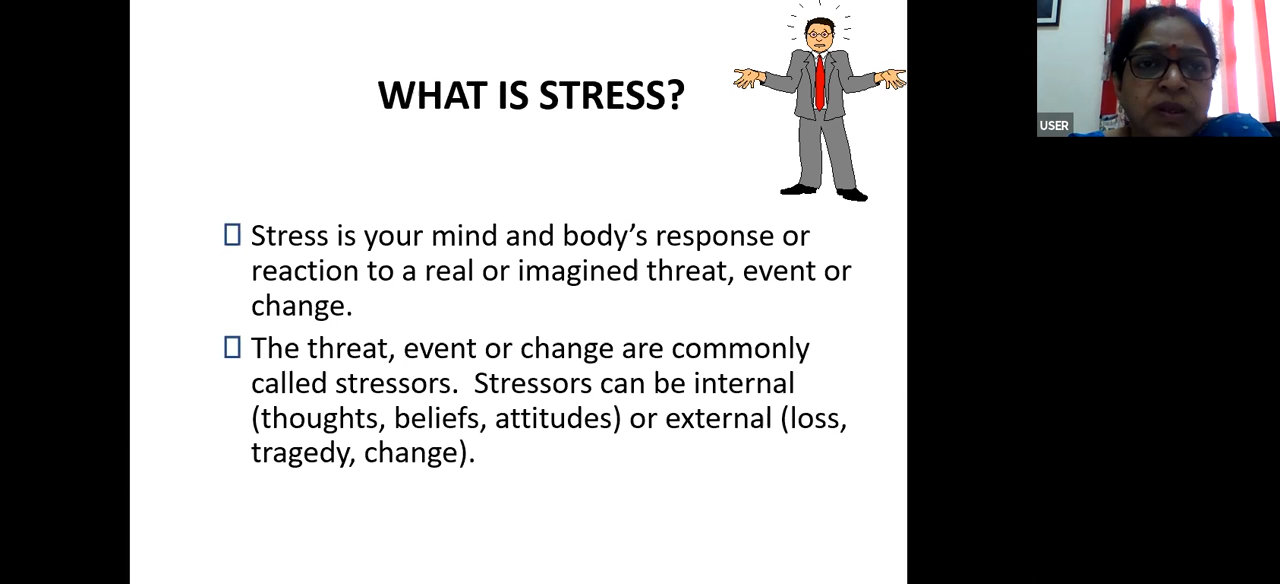 WHAT IS STRESS?
Stress is your mind and body’s response or
reaction to a real or imagined threat, event or
change.
The threat, event or change are commonly
called stressors.  Stressors can be internal
(thoughts, beliefs, attitudes) or external (loss,
tragedy, change).
USER